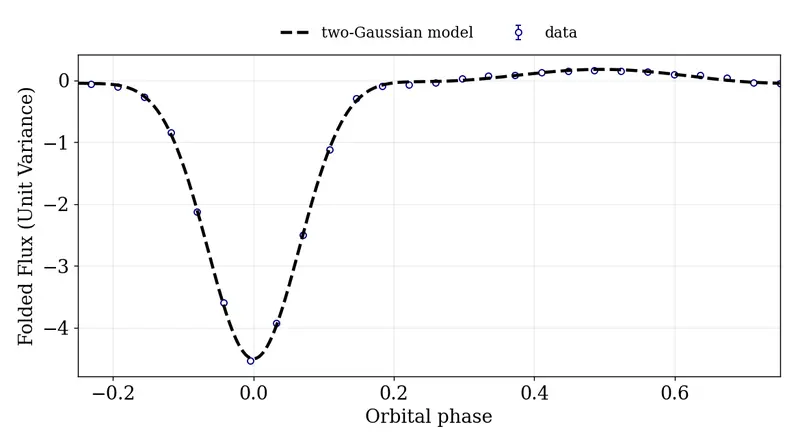 two-Gaussian model
data
Folded Flux (Unit Variance)
0
−1
−2
−3
−4
−0.2
0.0
0.2
0.4
0.6
Orbital phase